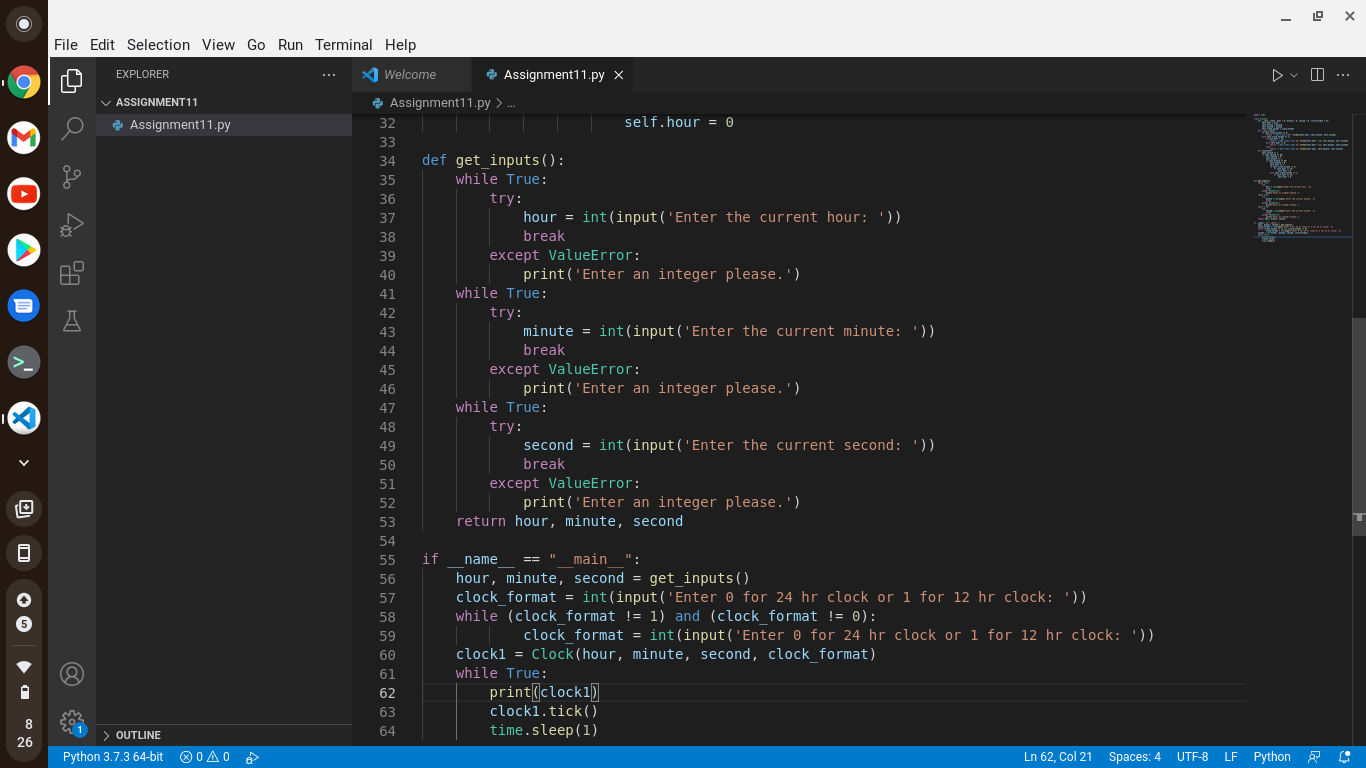 File Edit Selection View Go Run Terminal Help
EXPLORER
Welcome
Assignment11.py
ASSIGNMENT11
Assignment11.py > ...
Assignment11.py
32 self.hour = 0
33
34 def get_inputs():
35 while True:
36 try:
37 hour = int(input('Enter the current hour: '))
38 break
39 except ValueError:
40 print('Enter an integer please.')
41 while True:
42 try:
43 minute = int(input('Enter the current minute: '))
44 break
45 except ValueError:
46 print('Enter an integer please.')
47 while True:
48 try:
49 second = int(input('Enter the current second: '))
50 break
51 except ValueError:
52 print('Enter an integer please.')
53 return hour, minute, second
54
55 if __name__ == "__main__":
56 hour, minute, second = get_inputs()
57 clock_format = int(input('Enter 0 for 24 hr clock or 1 for 12 hr clock: '))
58 while (clock_format != 1) and (clock_format != 0):
59 clock_format = int(input('Enter 0 for 24 hr clock or 1 for 12 hr clock: '))
60 clock1 = Clock(hour, minute, second, clock_format)
61 while True:
62 print(clock1)
63 clock1.tick()
64 time.sleep(1)
5
8
26
1
OUTLINE
Python 3.7.3 64-bit 0 0 Ln 62, Col 21 Spaces: 4 UTF-8 LF Python